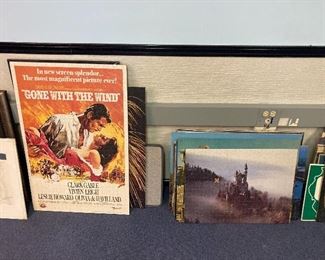 In new screen splendor...
The most magnificent picture ever!
"GONE WITH THE WIND"
CLARK GABLE
VIVIEN LEIGH
LESLIE HOWARD OLIVIA de HAVILLAND